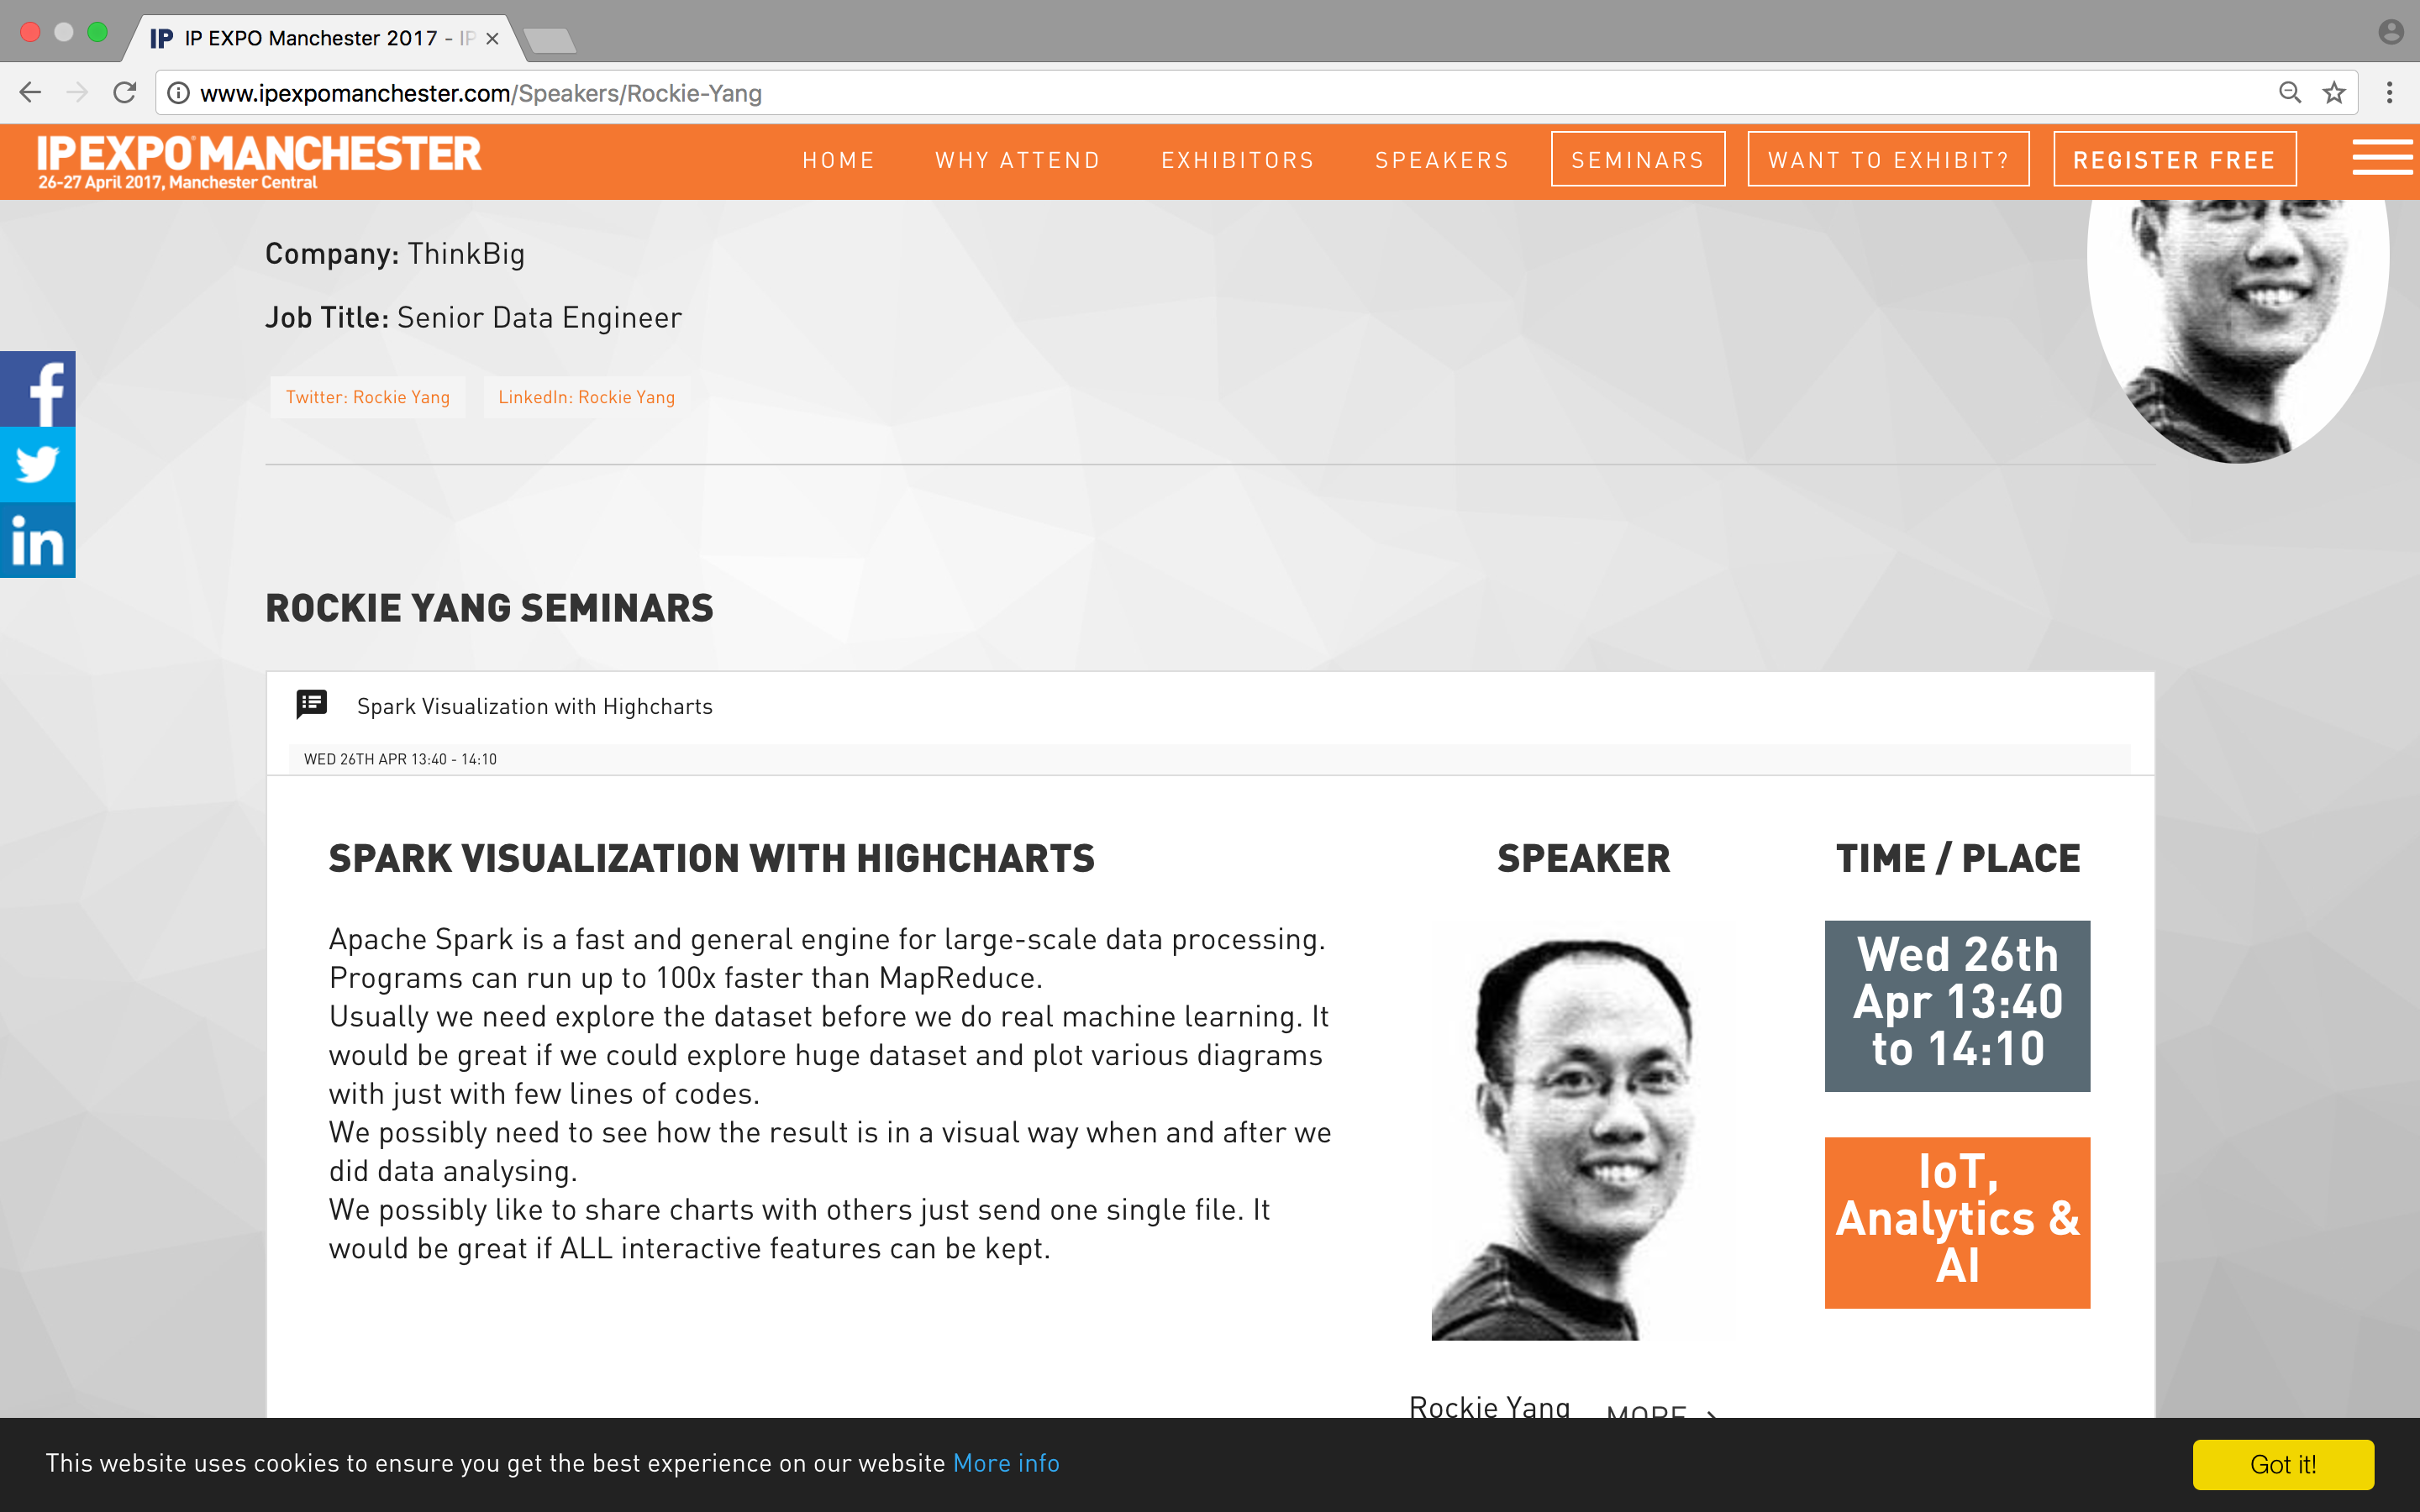 IP EXPO Manchester 2017 - IP
www.ipexpomanchester.com/Speakers/Rockie-Yang
IP EXPO MANCHESTER
26-27 April 2017, Manchester Central
HOME WHY ATTEND EXHIBITORS SPEAKERS SEMINARS WANT TO EXHIBIT? REGISTER FREE
Company: ThinkBig
Job Title: Senior Data Engineer
Twitter: Rockie Yang LinkedIn: Rockie Yang
f
in
ROCKIE YANG SEMINARS
Spark Visualization with Highcharts
WED 26TH APR 13:40 - 14:10
SPARK VISUALIZATION WITH HIGHCHARTS
Apache Spark is a fast and general engine for large-scale data processing.
Programs can run up to 100x faster than MapReduce.
Usually we need explore the dataset before we do real machine learning. It
would be great if we could explore huge dataset and plot various diagrams
with just with few lines of codes.
We possibly need to see how the result is in a visual way when and after we
did data analysing.
We possibly like to share charts with others just send one single file. It
would be great if ALL interactive features can be kept.
SPEAKER
Rockie Yang MORE
TIME / PLACE
Wed 26th
Apr 13:40
to 14:10
IoT,
Analytics &
AI
This website uses cookies to ensure you get the best experience on our website More info
Got it!